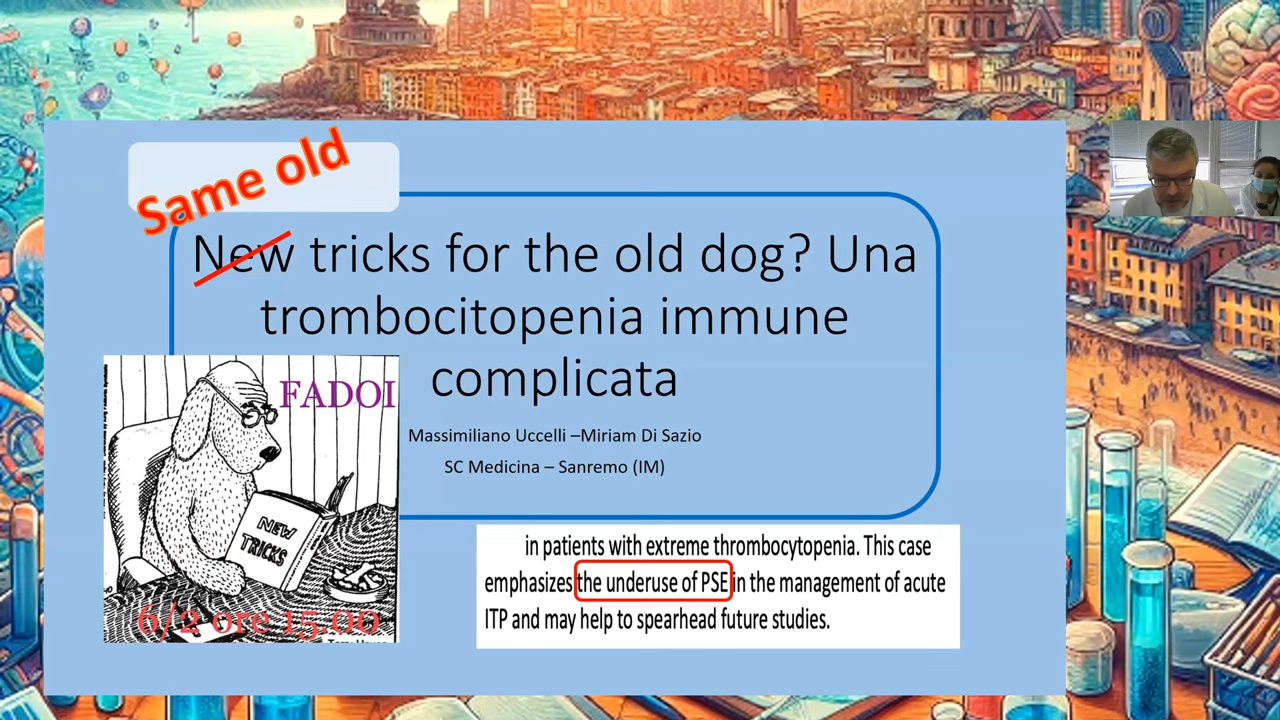 Same old
New tricks for the old dog? Una
trombocitopenia immune
complicata
FADOI
NEW
TRICKS
6/2 ore 15.00
Massimiliano Uccelli –Miriam Di Sazio
SC Medicina – Sanremo (IM)
in patients with extreme thrombocytopenia. This case
emphasizes the underuse of PSE in the management of acute
ITP and may help to spearhead future studies.